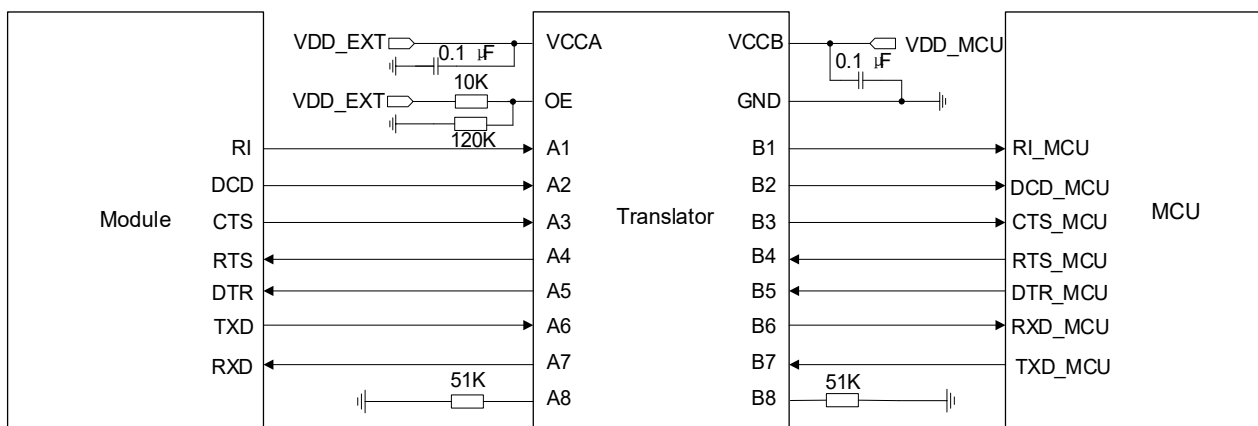 VDD_EXT VCCA VCCB VDD_MCU
0.1 µF 0.1 µF
10K
VDD_EXT OE GND
120K
RI A1 B1 RI_MCU
DCD A2 B2 DCD_MCU
Module CTS A3 Translator B3 CTS_MCU MCU
RTS A4 B4 RTS_MCU
DTR A5 B5 DTR_MCU
TXD A6 B6 RXD_MCU
RXD A7 B7 TXD_MCU
51K A8 B8 51K